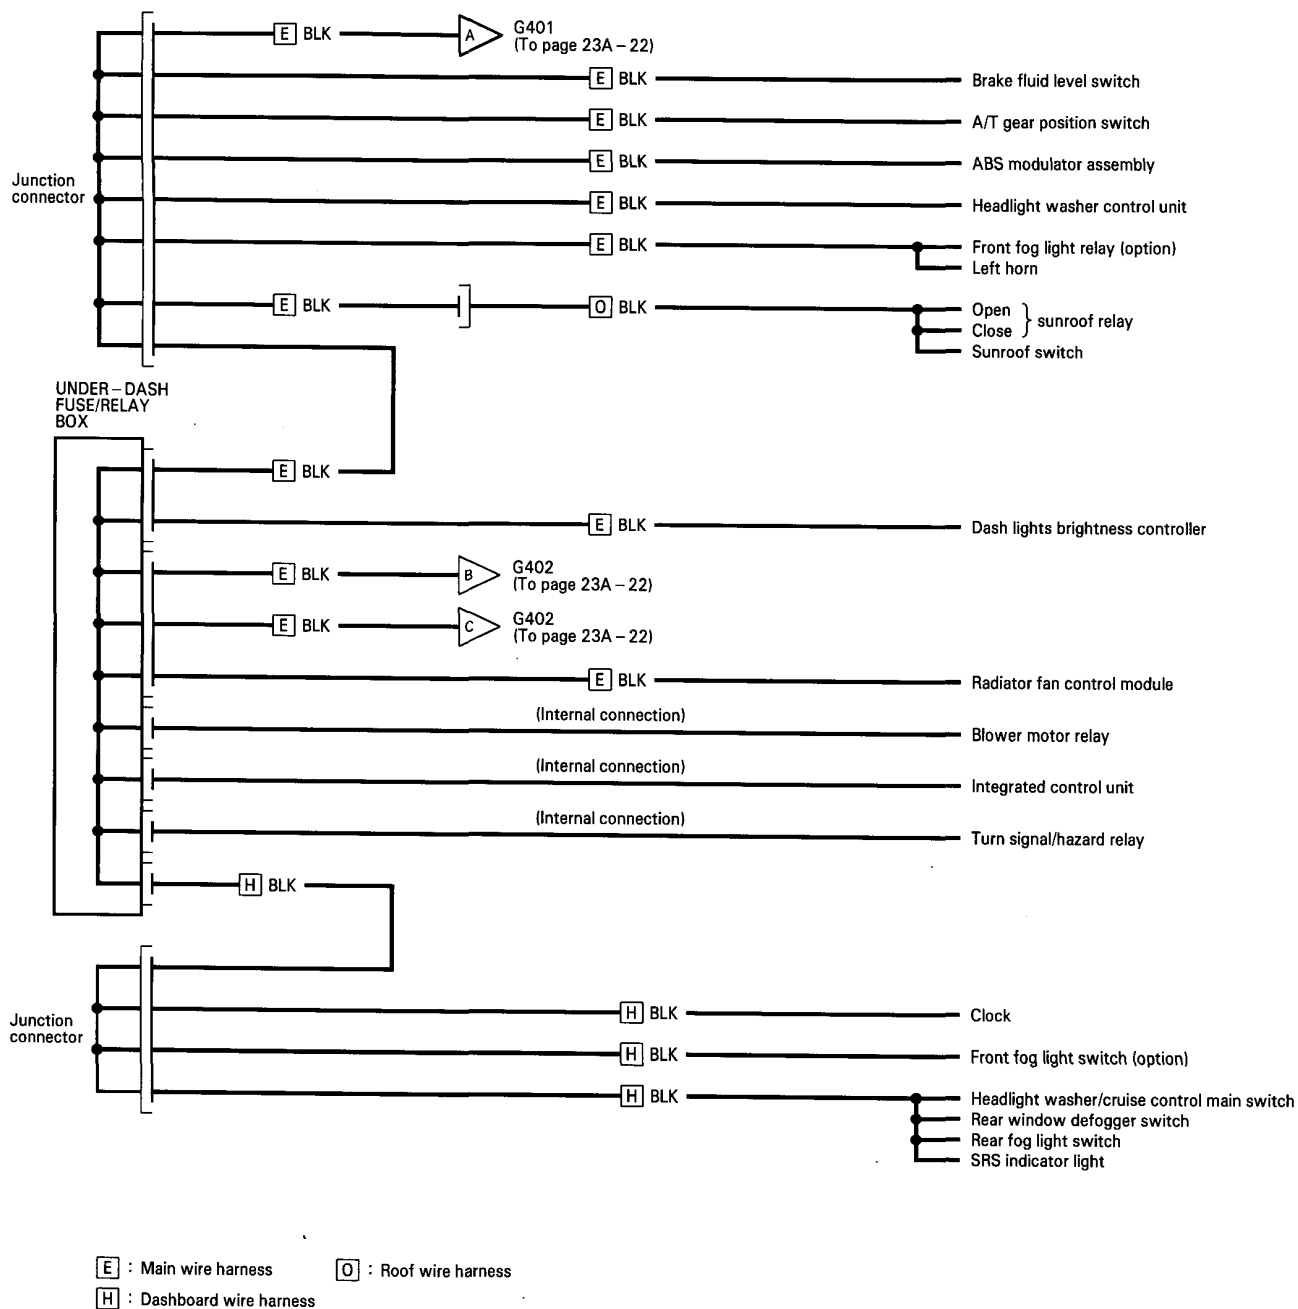 E BLK A G401
(To page 23A – 22)
E BLK Brake fluid level switch
E BLK A/T gear position switch
E BLK ABS modulator assembly
Junction
connector
E BLK Headlight washer control unit
E BLK Front fog light relay (option)
Left horn
E BLK O BLK Open
Close
} sunroof relay
Sunroof switch
UNDER – DASH
FUSE/RELAY
BOX
E BLK
E BLK Dash lights brightness controller
E BLK B G402
(To page 23A – 22)
E BLK C G402
(To page 23A – 22)
E BLK Radiator fan control module
(Internal connection)
Blower motor relay
(Internal connection)
Integrated control unit
(Internal connection)
Turn signal/hazard relay
H BLK
Junction
connector
H BLK Clock
H BLK Front fog light switch (option)
H BLK Headlight washer/cruise control main switch
Rear window defogger switch
Rear fog light switch
SRS indicator light
E : Main wire harness O : Roof wire harness
H : Dashboard wire harness